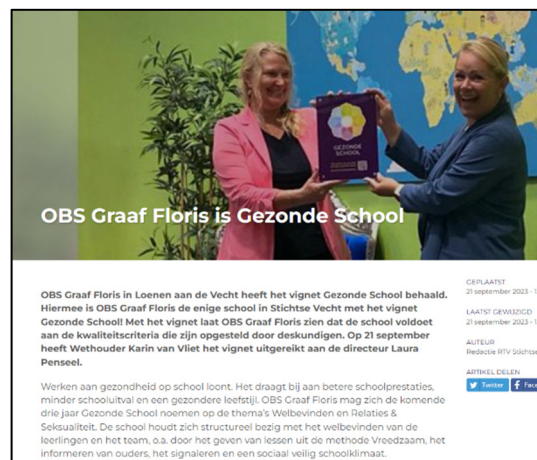 GEZONDE
SCHOOL
OBS Graaf Floris is Gezonde School
OBS Graaf Floris in Loenen aan de Vecht heeft het vignet Gezonde School behaald.
Hiermee is OBS Graaf Floris de enige school in Stichtse Vecht met het vignet
Gezonde School! Met het vignet laat OBS Graaf Floris zien dat de school voldoet
aan de kwaliteitscriteria die zijn opgesteld door deskundigen. Op 21 september
heeft Wethouder Karin van Vliet het vignet uitgereikt aan de directeur Laura
Penseel.
Werken aan gezondheid op school loont. Het draagt bij aan betere schoolprestaties,
minder schooluitval en een gezondere leefstijl. OBS Graaf Floris mag zich de komende
drie jaar Gezonde School noemen op de thema's Welbevinden en Relaties &
Seksualiteit. De school houdt zich structureel bezig met het welbevinden van de
leerlingen en het team, o.a. door het geven van lessen uit de methode Vreedzaam, het
informeren van ouders, het signaleren en een sociaal veilig schoolklimaat.
GEPLAATST
21 september 2023 - 1
LAATST GEWIJZIGD
21 september 2023 - 1
AUTEUR
Redactie RTV Stichtse
ARTIKEL DELEN
Twitter
Face